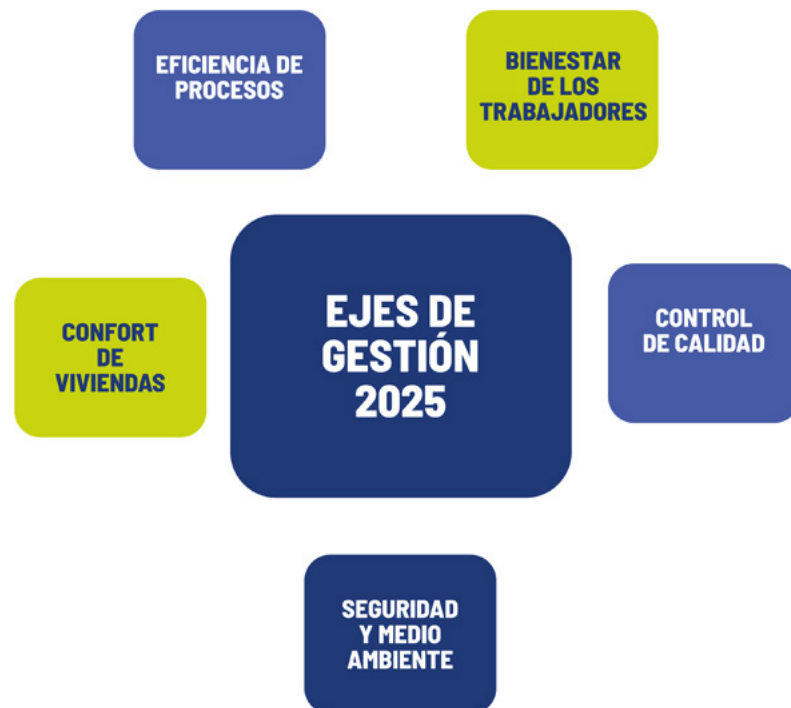 EFICIENCIA DE
PROCESOS
BIENESTAR
DE LOS
TRABAJADORES
CONFORT
DE
VIVIENDAS
EJES DE
GESTIÓN
2025
CONTROL
DE CALIDAD
SEGURIDAD
Y MEDIO
AMBIENTE